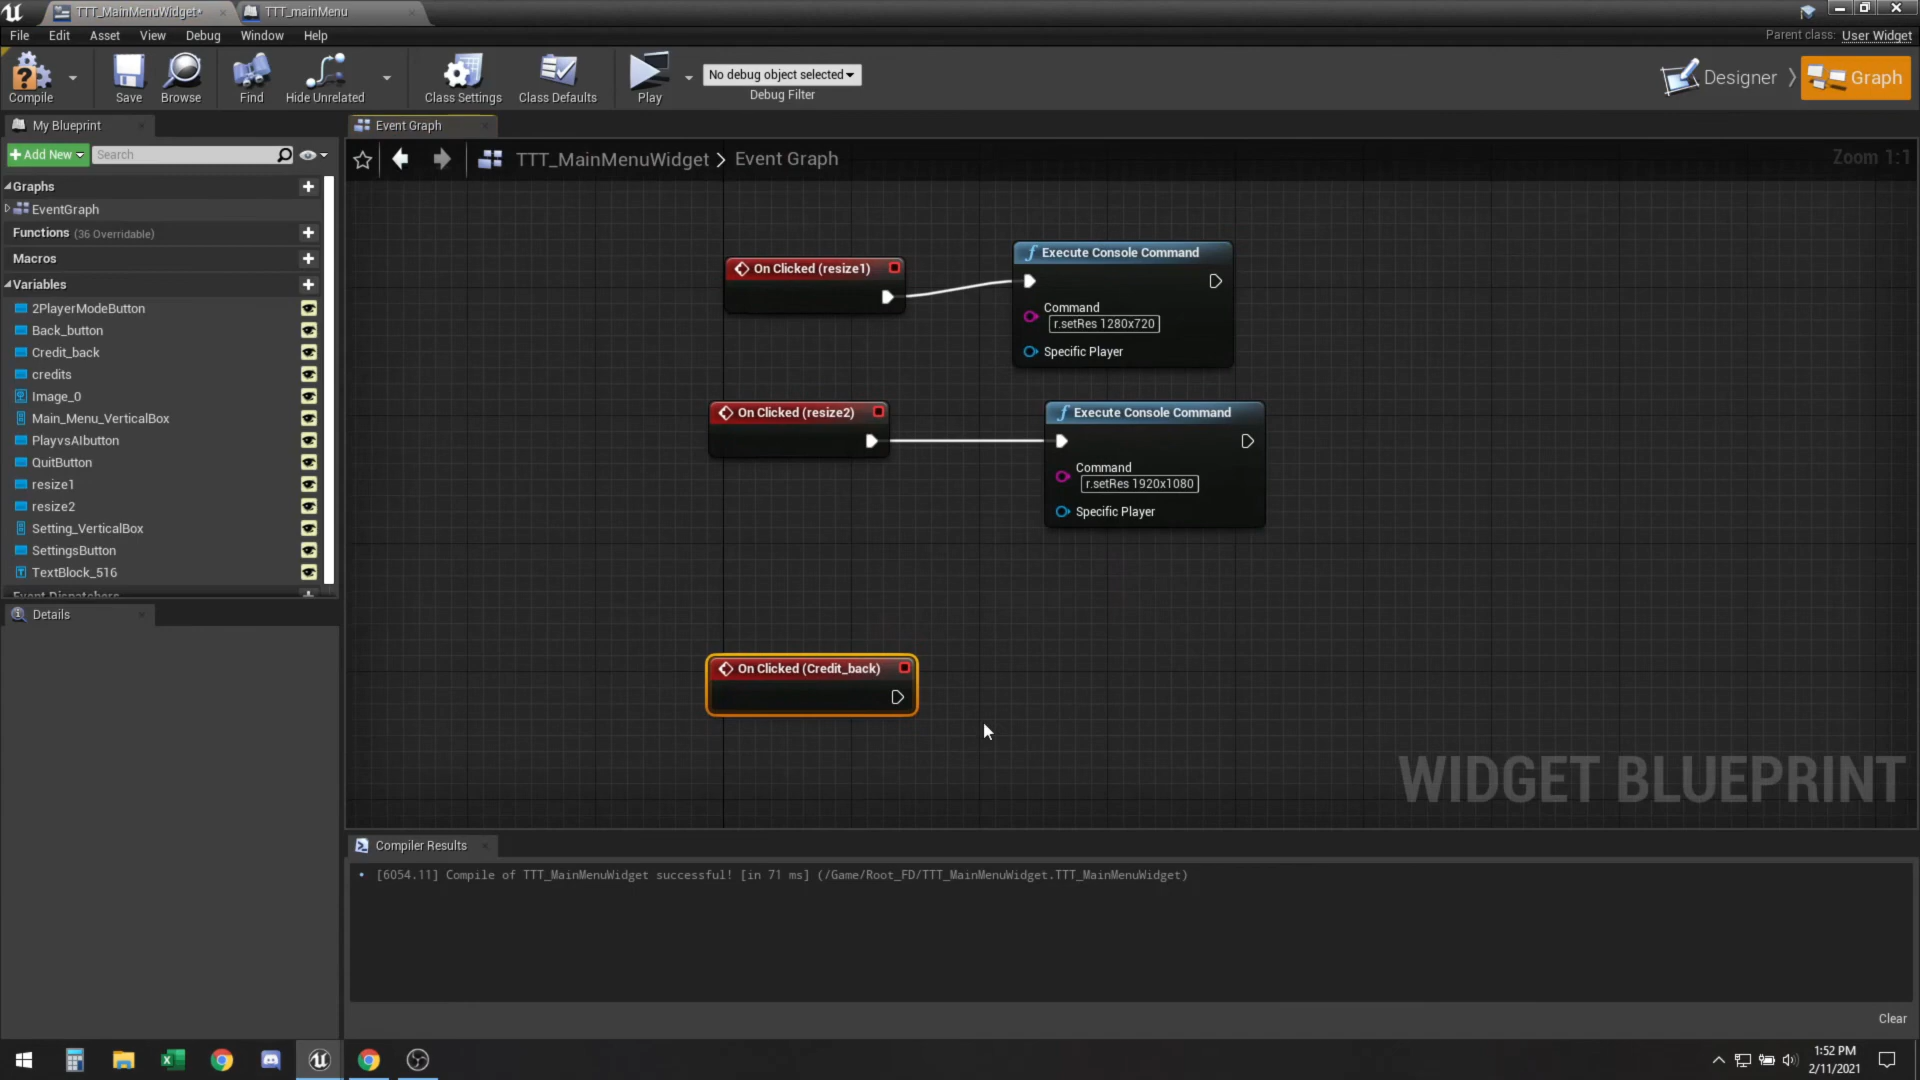 TTT_MainMenuWidget*
TTT_mainMenu
File Edit Asset View Debug Window Help
Parent class: User Widget
Compile
Save
Browse
Find
Hide Unrelated
Class Settings
Class Defaults
Play
No debug object selected
Debug Filter
Designer
Graph
My Blueprint
Event Graph
Add New
Search
TTT_MainMenuWidget > Event Graph
Zoom 1:1
Graphs
EventGraph
Functions (36 Overridable)
Macros
Variables
2PlayerModeButton
Back_button
Credit_back
credits
Image_0
Main_Menu_VerticalBox
PlayvsAIbutton
QuitButton
resize1
resize2
Setting_VerticalBox
SettingsButton
TextBlock_516
Event Dispatchers
Details
On Clicked (resize1)
Execute Console Command
Command
r.setRes 1280x720
Specific Player
On Clicked (resize2)
Execute Console Command
Command
r.setRes 1920x1080
Specific Player
On Clicked (Credit_back)
WIDGET BLUEPRINT
Compiler Results
[6054.11] Compile of TTT_MainMenuWidget successful! [in 71 ms] (/Game/Root_FD/TTT_MainMenuWidget.TTT_MainMenuWidget)
Clear
1:52 PM
2/11/2021